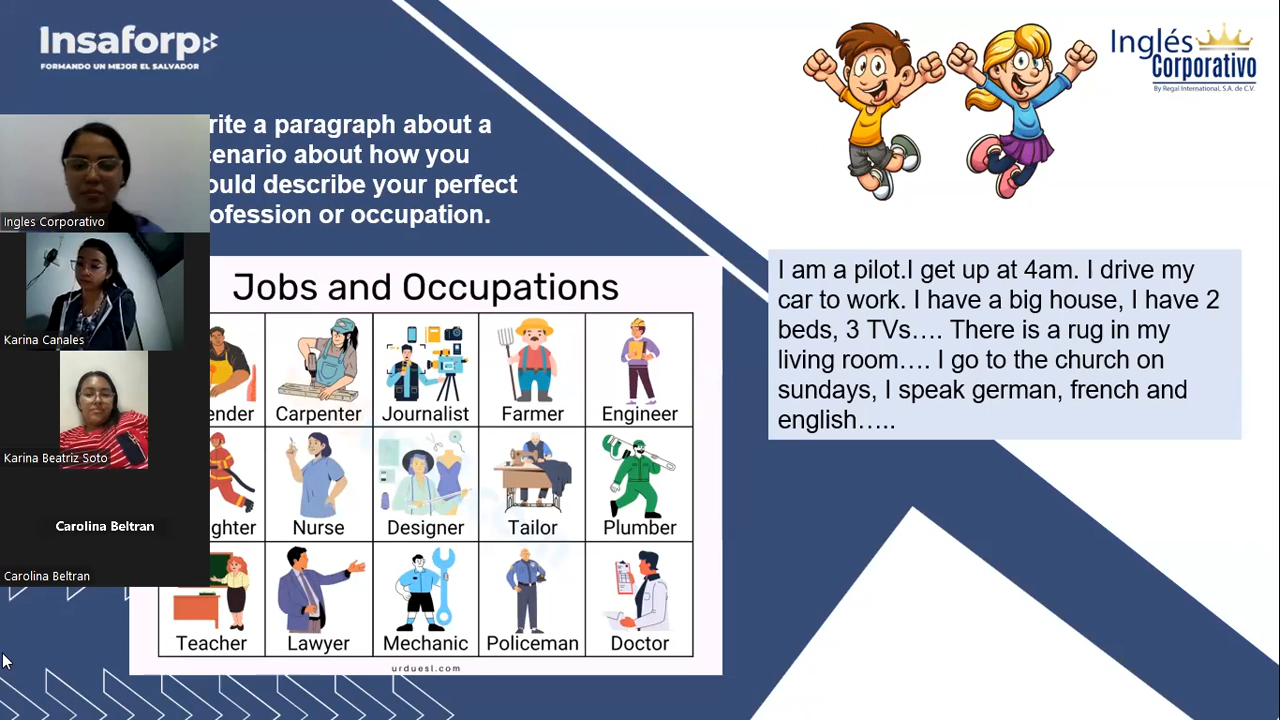 Insaforp
FORMANDO UN MEJOR EL SALVADOR
Inglés
Corporativo
By Regal International, S.A. de C.V.
rite a paragraph about a
cenario about how you
ould describe your perfect
ofession or occupation.
Ingles Corporativo
Karina Canales
Karina Beatriz Soto
Carolina Beltran
Carolina Beltran
Jobs and Occupations
ender Carpenter Journalist Farmer Engineer
ghter Nurse Designer Tailor Plumber
Teacher Lawyer Mechanic Policeman Doctor
urduesl.com
I am a pilot.I get up at 4am. I drive my
car to work. I have a big house, I have 2
beds, 3 TVs.... There is a rug in my
living room.... I go to the church on
sundays, I speak german, french and
english.....